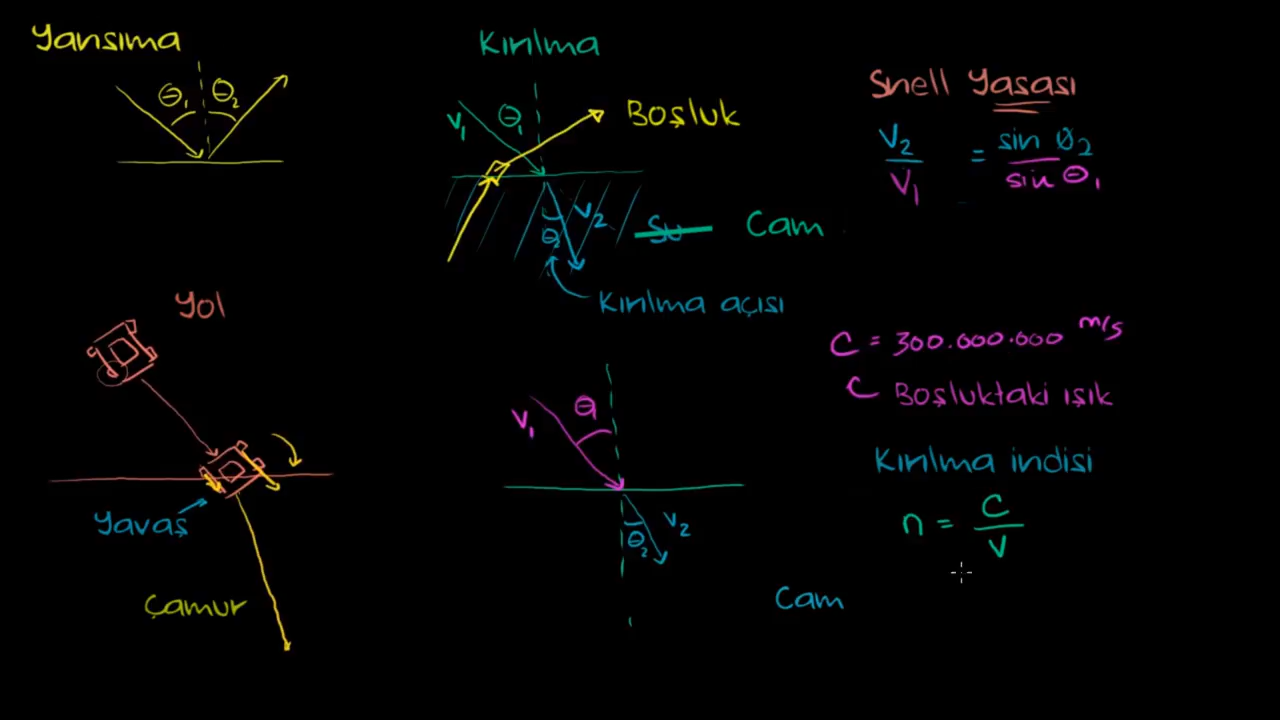 Yansıma
θ₁ θ₂
Kırılma
V₁ θ₁
Boşluk
θ₂ V₂
Su Cam
Kırılma açısı
Snell Yasası
V₂/V₁ = sin θ₂/sin θ₁
Yol
Yavaş
Çamur
V₁ θ₁
θ₂ V₂
Cam
C = 300.000.000 m/s
C Boşluktaki ışık
Kırılma indisi
n = C/V